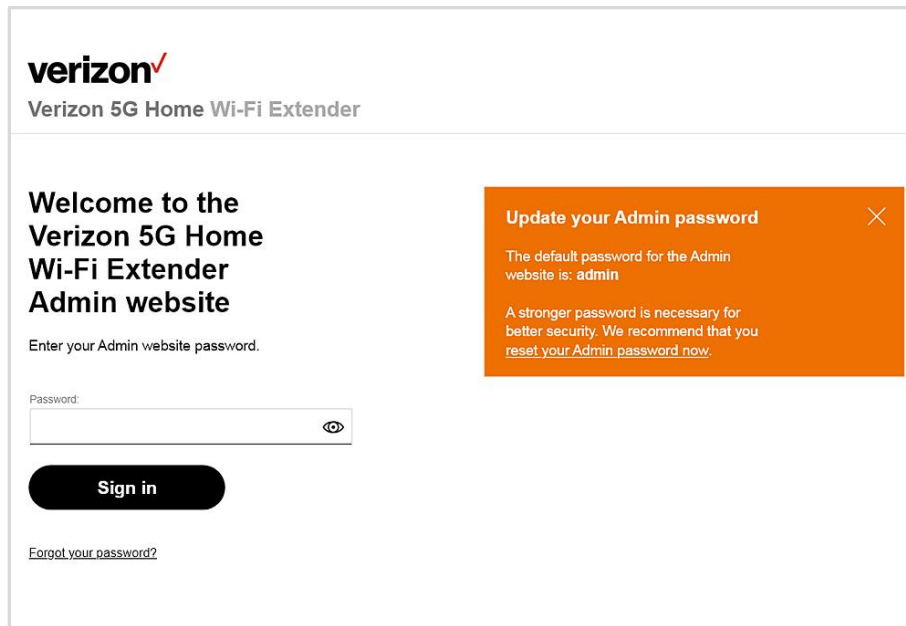 verizon✓
Verizon 5G Home Wi-Fi Extender
Welcome to the
Verizon 5G Home
Wi-Fi Extender
Admin website
Enter your Admin website password.
Password:
Sign in
Forgot your password?
Update your Admin password
The default password for the Admin
website is: admin
A stronger password is necessary for
better security. We recommend that you
reset your Admin password now.